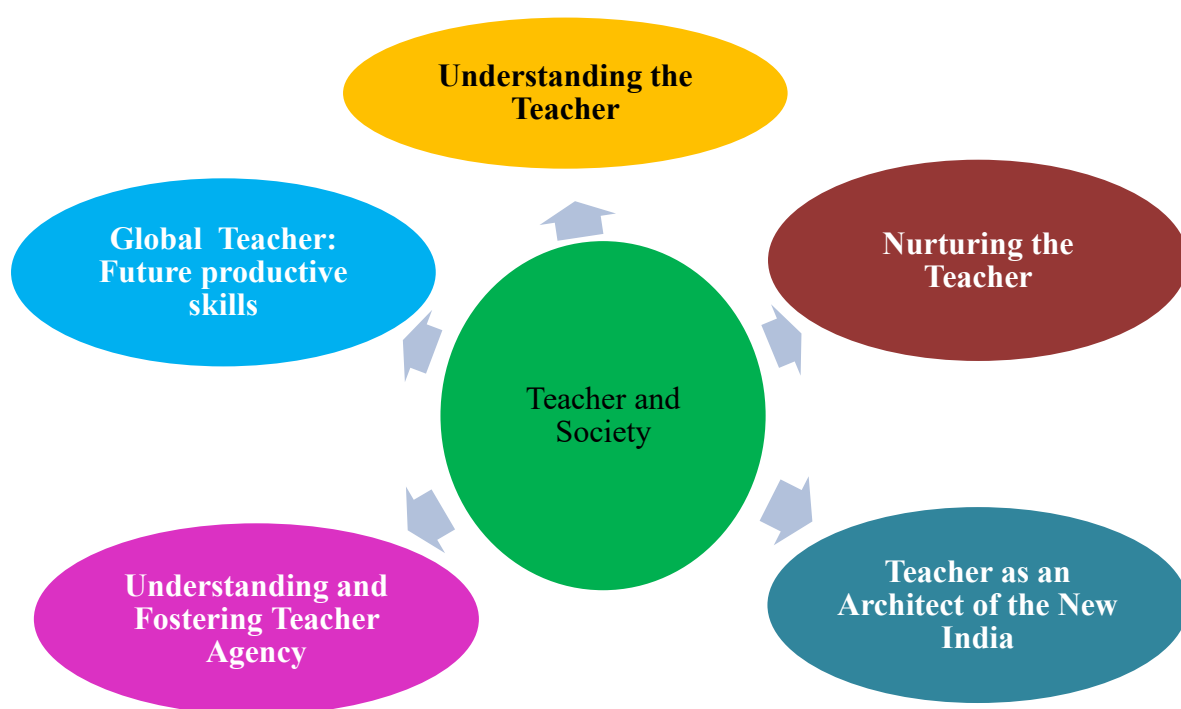 Understanding the
Teacher
Global  Teacher:
Future productive
skills
Nurturing the
Teacher
Teacher and
Society
Understanding and
Fostering Teacher
Agency
Teacher as an
Architect of the New
India